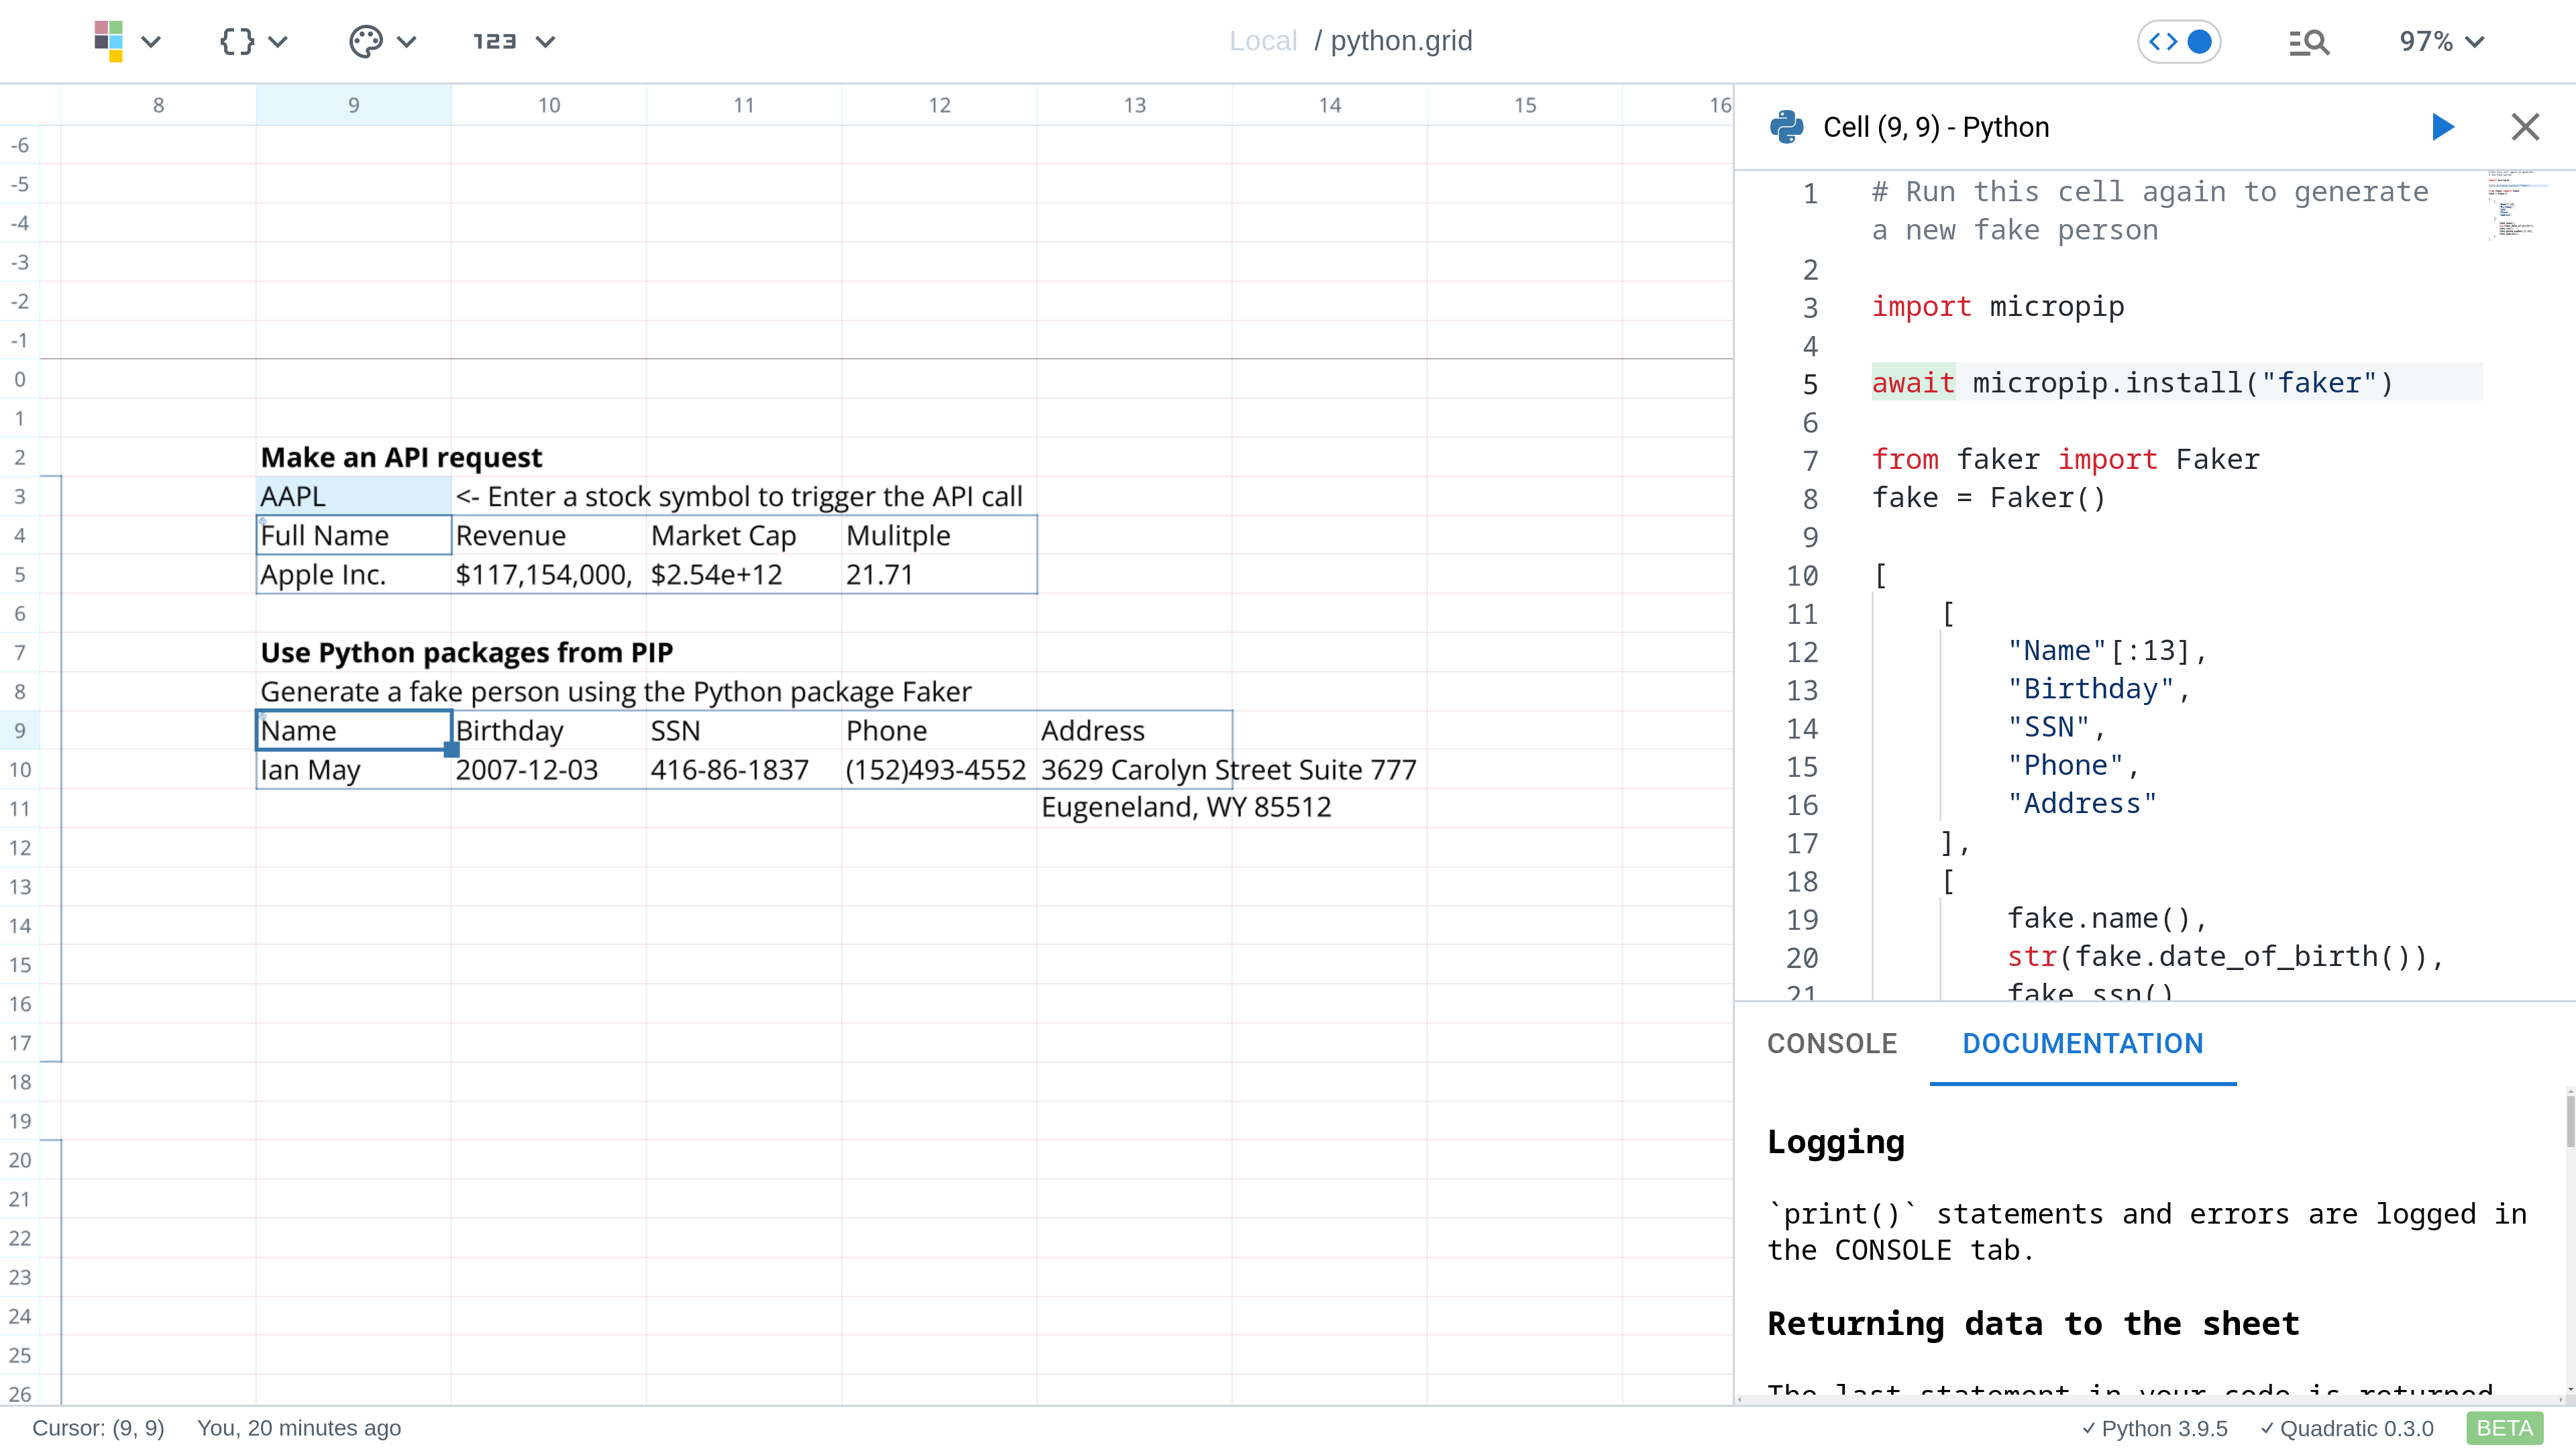 123
Local / python.grid
97%
8 9 10 11 12 13 14 15 16
-6
-5
-4
-3
-2
-1
0
1
2 Make an API request
3 AAPL <- Enter a stock symbol to trigger the API call
4 Full Name Revenue Market Cap Mulitple
5 Apple Inc. $117,154,000, $2.54e+12 21.71
6
7 Use Python packages from PIP
8 Generate a fake person using the Python package Faker
9 Name Birthday SSN Phone Address
10 Ian May 2007-12-03 416-86-1837 (152)493-4552 3629 Carolyn Street Suite 777
11 Eugeneland, WY 85512
12
13
14
15
16
17
18
19
20
21
22
23
24
25
26
Cell (9, 9) - Python
1 # Run this cell again to generate
a new fake person
2
3 import micropip
4
5 await micropip.install("faker")
6
7 from faker import Faker
8 fake = Faker()
9
10 [
11 [
12 "Name"[:13],
13 "Birthday",
14 "SSN",
15 "Phone",
16 "Address"
17 ],
18 [
19 fake.name(),
20 str(fake.date_of_birth()),
21 fake.ssn()
CONSOLE DOCUMENTATION
Logging
`print()` statements and errors are logged in
the CONSOLE tab.
Returning data to the sheet
The last statement in your code is returned
Cursor: (9, 9) You, 20 minutes ago
✓ Python 3.9.5 ✓ Quadratic 0.3.0 BETA